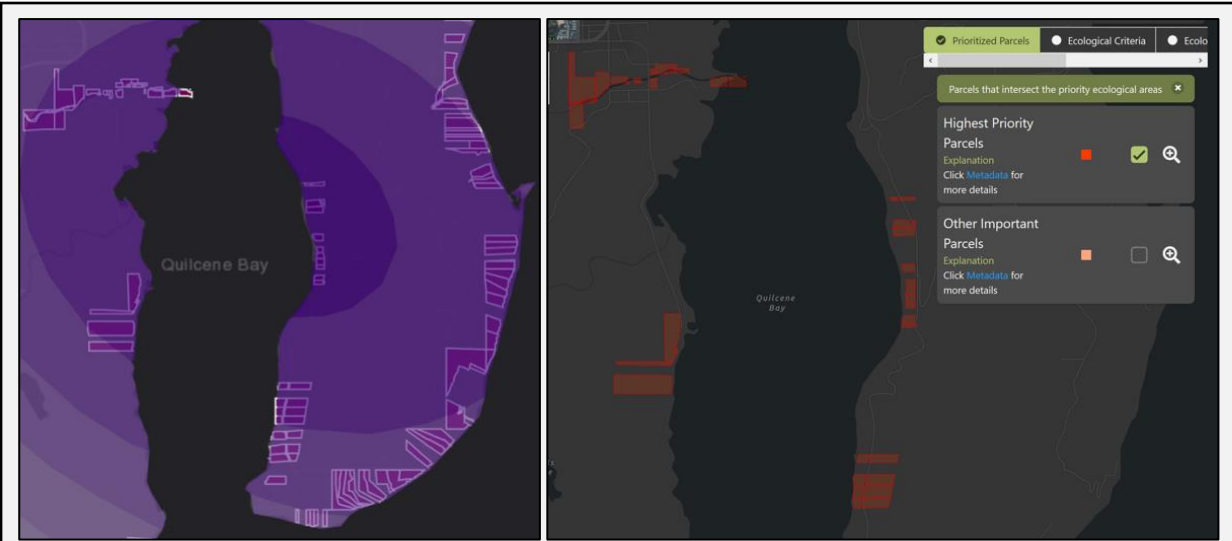 Quilcene Bay
Quilcene
Bay
Prioritized Parcels
Ecological Criteria
Ecolo
Parcels that intersect the priority ecological areas
Highest Priority
Parcels
Explanation
Click Metadata for
more details
Other Important
Parcels
Explanation
Click Metadata for
more details